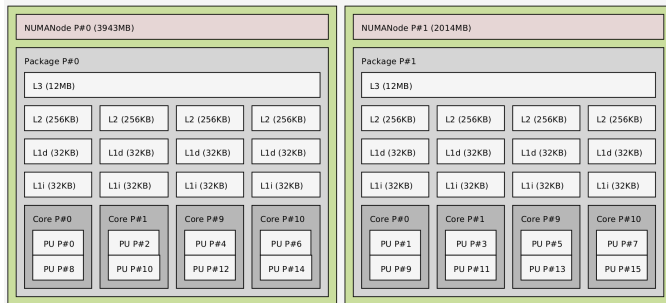 NUMANode P#0 (3943MB)
Package P#0
L3 (12MB)
L2 (256KB) L2 (256KB) L2 (256KB) L2 (256KB)
L1d (32KB) L1d (32KB) L1d (32KB) L1d (32KB)
L1i (32KB) L1i (32KB) L1i (32KB) L1i (32KB)
Core P#0 Core P#1 Core P#9 Core P#10
PU P#0 PU P#2 PU P#4 PU P#6
PU P#8 PU P#10 PU P#12 PU P#14
NUMANode P#1 (2014MB)
Package P#1
L3 (12MB)
L2 (256KB) L2 (256KB) L2 (256KB) L2 (256KB)
L1d (32KB) L1d (32KB) L1d (32KB) L1d (32KB)
L1i (32KB) L1i (32KB) L1i (32KB) L1i (32KB)
Core P#0 Core P#1 Core P#9 Core P#10
PU P#1 PU P#3 PU P#5 PU P#7
PU P#9 PU P#11 PU P#13 PU P#15